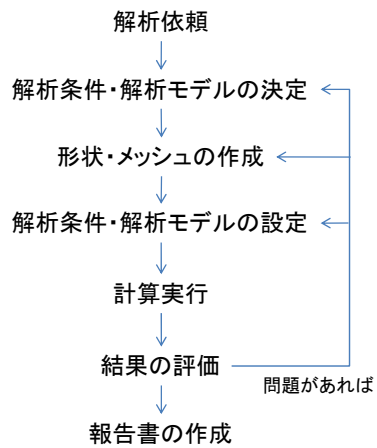 解析依頼
解析条件・解析モデルの決定
形状・メッシュの作成
解析条件・解析モデルの設定
計算実行
結果の評価
問題があれば
報告書の作成